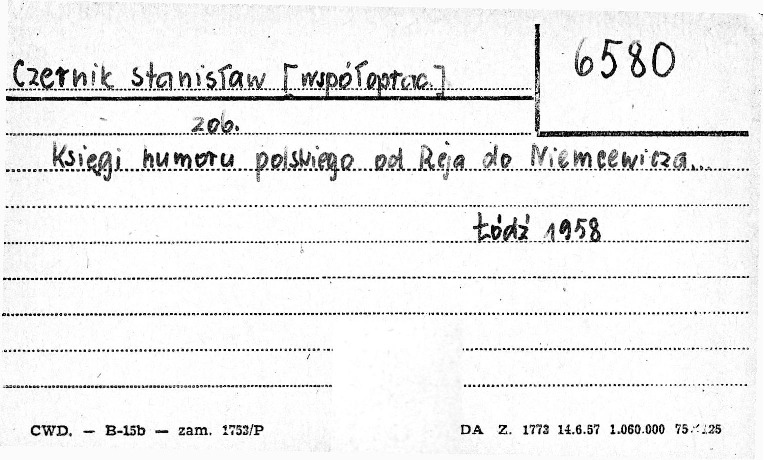 Czernik Stanisław [współoprac.]
6580
zob.
Księgi humoru polskiego od Reja do Niemcewicza...
Łódź 1958
CWD. — B-15b — zam. 1753/P
DA Z. 1773 14.6.57 1.060.000 75